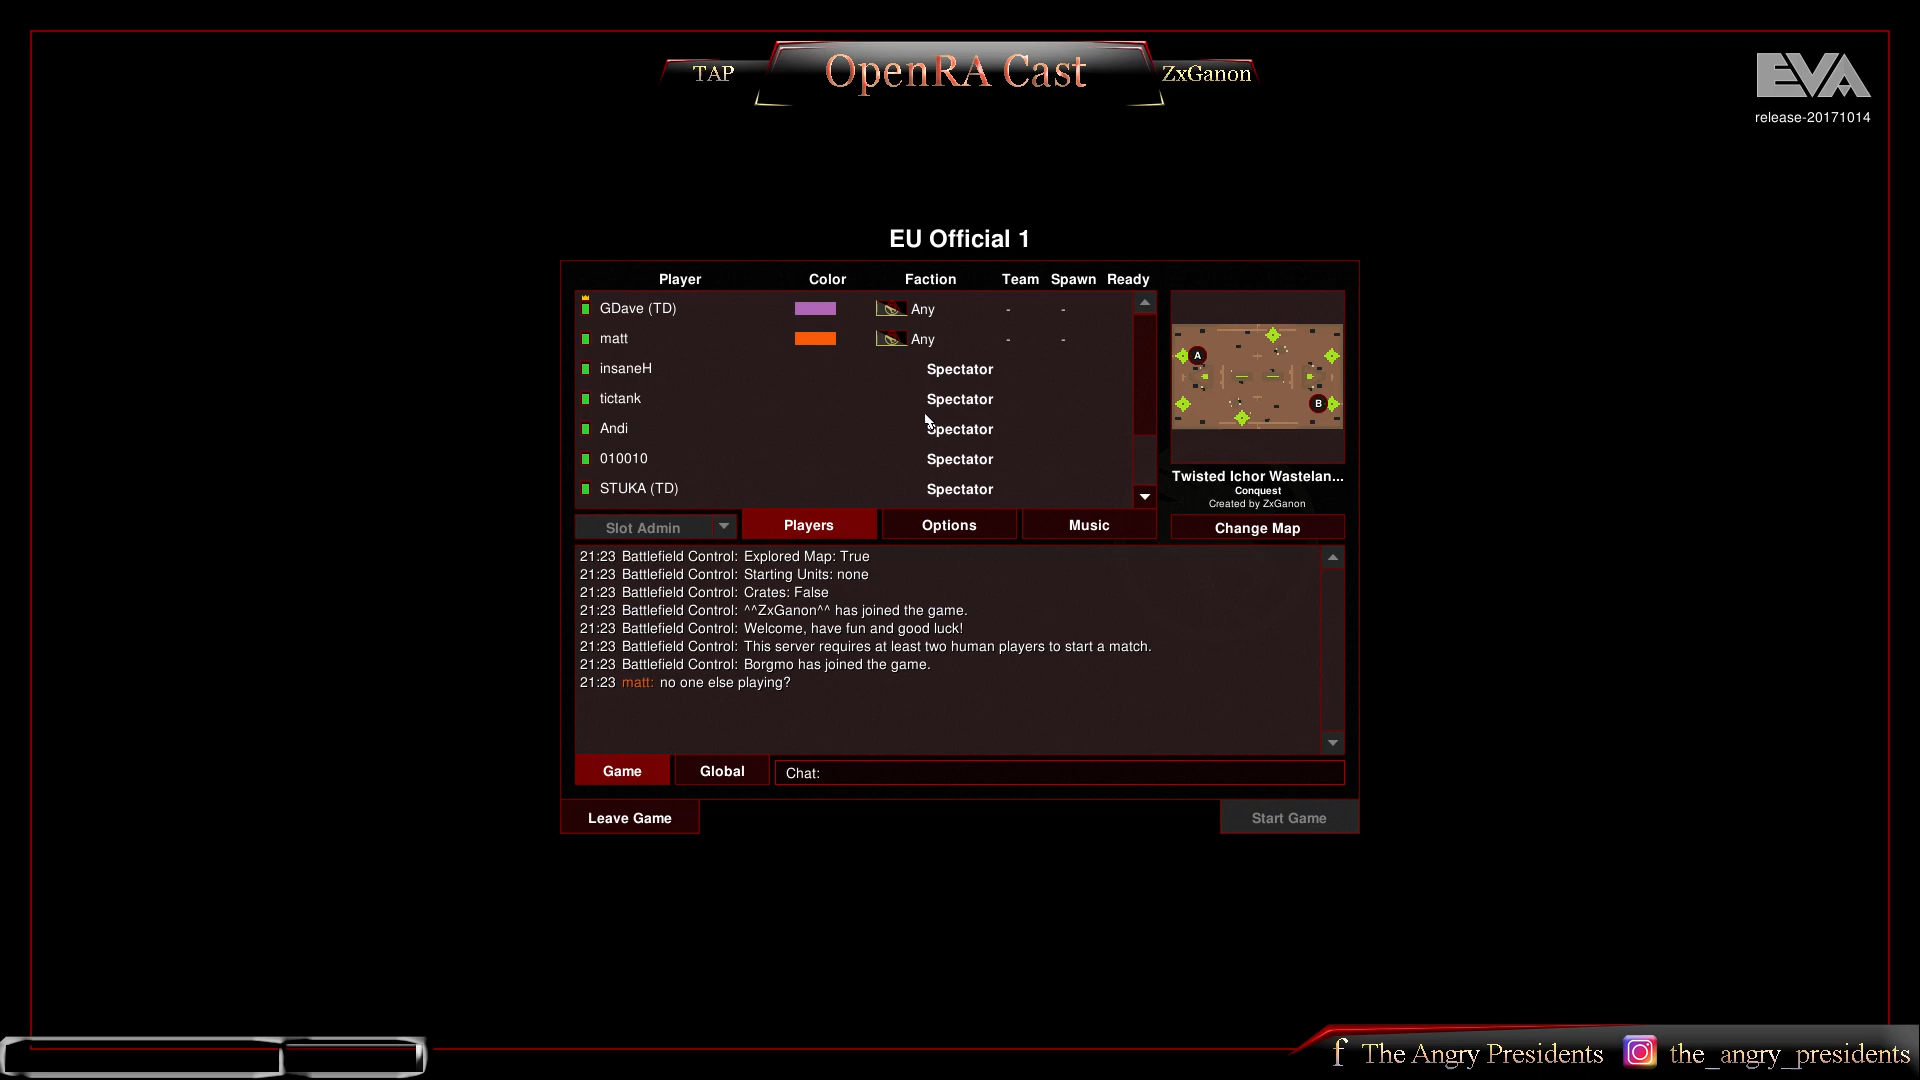 TAP OpenRA Cast ZxGanon
EVA
release-20171014
EU Official 1
Player Color Faction Team Spawn Ready
GDave (TD) Any - -
matt Any - -
insaneH Spectator
tictank Spectator
Andi Spectator
010010 Spectator
STUKA (TD) Spectator
A
B
Twisted Ichor Wastelan...
Conquest
Created by ZxGanon
Slot Admin Players Options Music Change Map
21:23 Battlefield Control: Explored Map: True
21:23 Battlefield Control: Starting Units: none
21:23 Battlefield Control: Crates: False
21:23 Battlefield Control: ^^ZxGanon^^ has joined the game.
21:23 Battlefield Control: Welcome, have fun and good luck!
21:23 Battlefield Control: This server requires at least two human players to start a match.
21:23 Battlefield Control: Borgmo has joined the game.
21:23 matt: no one else playing?
Game Global Chat:
Leave Game Start Game
f The Angry Presidents the_angry_presidents